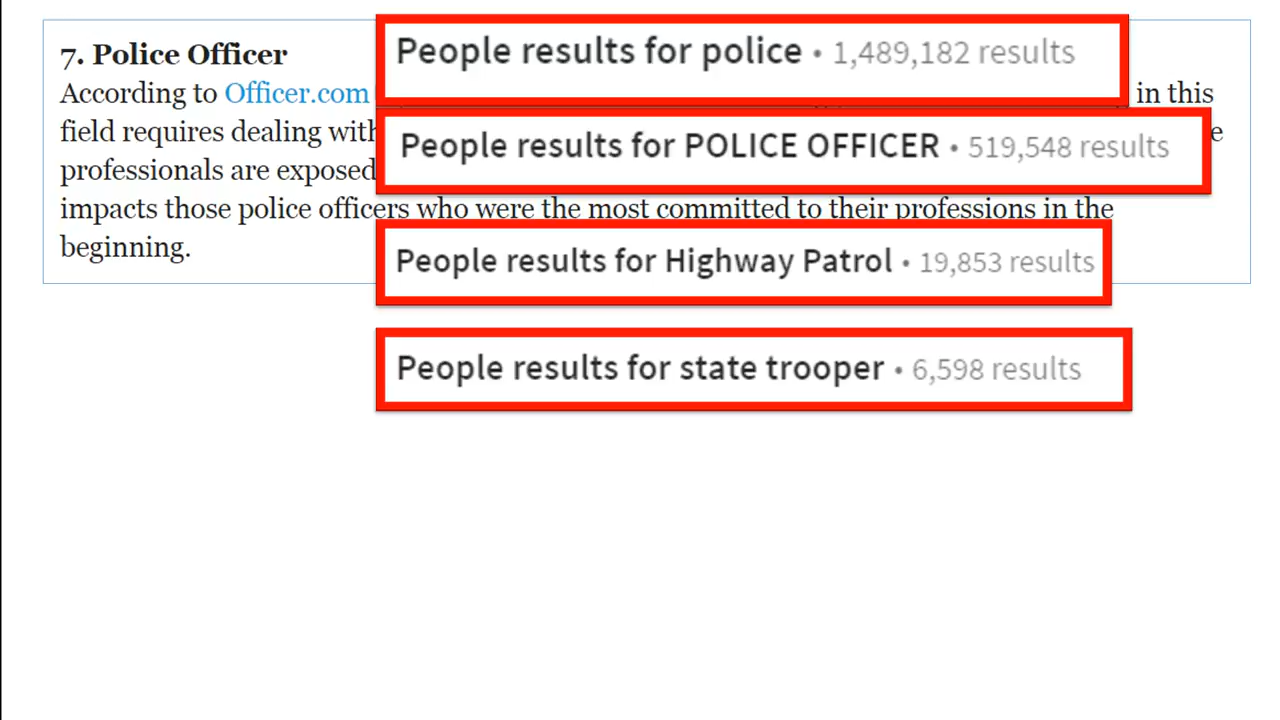 7. Police Officer
People results for police • 1,489,182 results
According to Officer.com
in this
field requires dealing with
People results for POLICE OFFICER • 519,548 results
professionals are exposed
impacts those police officers who were the most committed to their professions in the
beginning.
People results for Highway Patrol • 19,853 results
People results for state trooper • 6,598 results